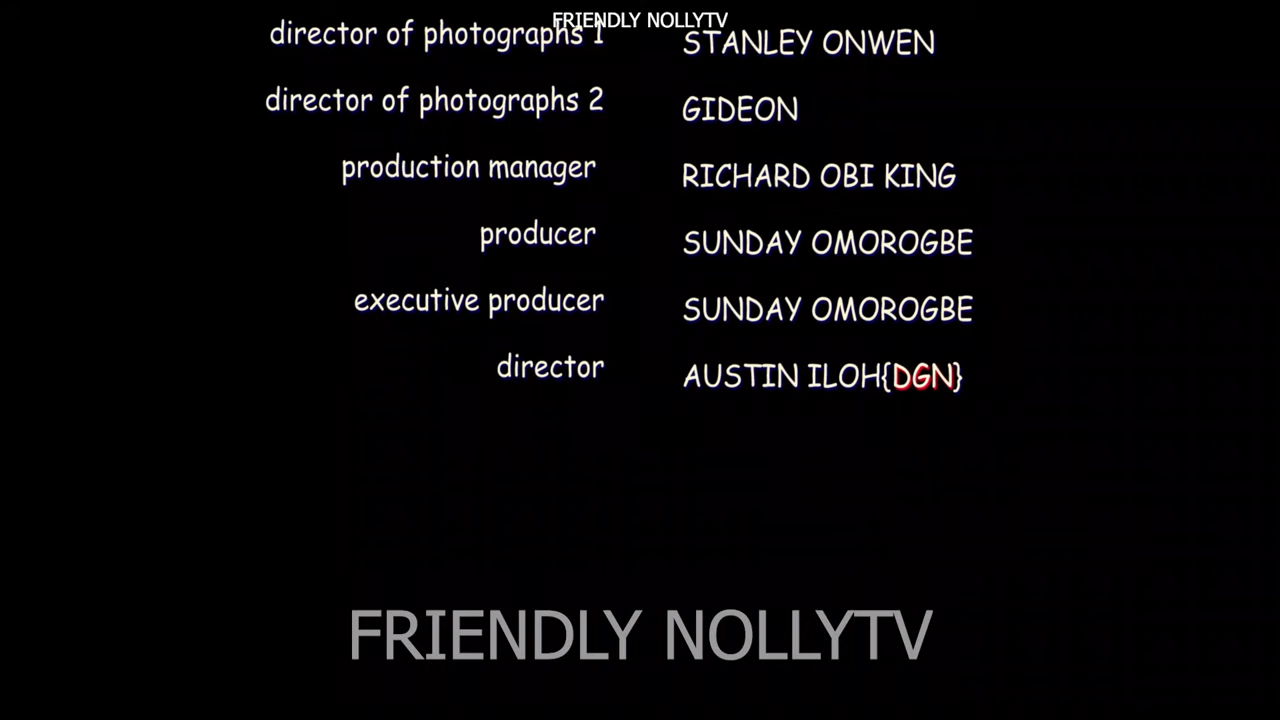 FRIENDLY NOLLYTV
director of photographs 1 STANLEY ONWEN
director of photographs 2 GIDEON
production manager RICHARD OBI KING
producer SUNDAY OMOROGBE
executive producer SUNDAY OMOROGBE
director AUSTIN ILOH{DGN}
FRIENDLY NOLLYTV